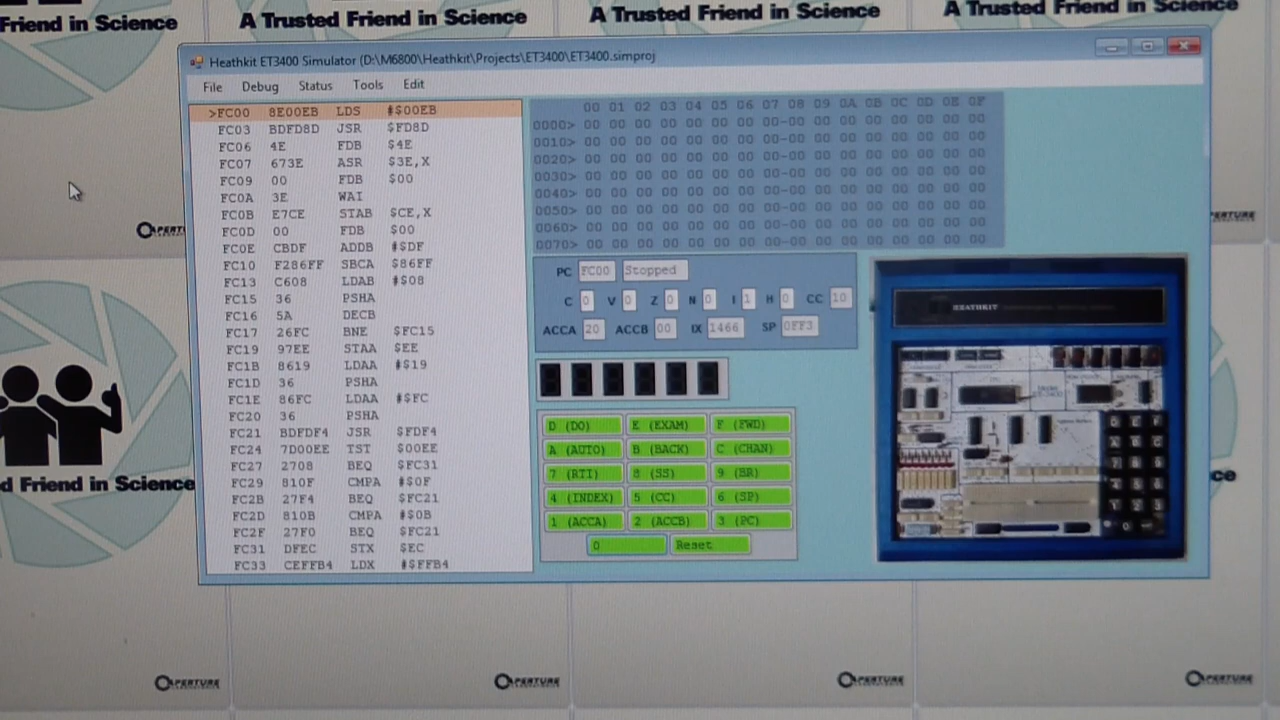 Friend in Science
A Trusted Friend in Science
A Trusted Friend in Science
A Trusted Friend in Science
Heathkit ET3400 Simulator (D:\M6800\Heathkit\Projects\ET3400\ET3400.simproj
File Debug Status Tools Edit
>FC00 8E00EB LDS #$00EB
FC03 BDFD8D JSR $FD8D
FC06 4E FDB $4E
FC07 673E ASR $3E,X
FC09 00 FDB $00
FC0A 3E WAI
FC0B E7CE STAB $CE,X
FC0D 00 FDB $00
FC0E CBDF ADDB #$DF
FC10 F286FF SBCA $86FF
FC13 C608 LDAB #$08
FC15 36 PSHA
FC16 5A DECB
FC17 26FC BNE $FC15
FC19 97EE STAA $EE
FC1B 8619 LDAA #$19
FC1D 36 PSHA
FC1E 86FC LDAA #$FC
FC20 36 PSHA
FC21 BDFDF4 JSR $FDF4
FC24 7D00EE TST $00EE
FC27 2708 BEQ $FC31
FC29 810F CMPA #$0F
FC2B 27F4 BEQ $FC21
FC2D 810B CMPA #$0B
FC2F 27F0 BEQ $FC21
FC31 DFEC STX $EC
FC33 CEFFB4 LDX #$FFB4
00 01 02 03 04 05 06 07 08 09 0A 0B 0C 0D 0E 0F
0000> 00 00 00 00 00 00 00 00-00 00 00 00 00 00 00 00
0010> 00 00 00 00 00 00 00 00-00 00 00 00 00 00 00 00
0020> 00 00 00 00 00 00 00 00-00 00 00 00 00 00 00 00
0030> 00 00 00 00 00 00 00 00-00 00 00 00 00 00 00 00
0040> 00 00 00 00 00 00 00 00-00 00 00 00 00 00 00 00
0050> 00 00 00 00 00 00 00 00-00 00 00 00 00 00 00 00
0060> 00 00 00 00 00 00 00 00-00 00 00 00 00 00 00 00
0070> 00 00 00 00 00 00 00 00-00 00 00 00 00 00 00 00
PC FC00 Stopped
C 0 V 0 Z 0 N 0 I 1 H 0 CC 10
ACCA 20 ACCB 00 IX 1466 SP 0FF3
D (DO) E (EXAM) F (FWD)
A (AUTO) B (BACK) C (CHAN)
7 (RTI) 8 (SS) 9 (BR)
4 (INDEX) 5 (CC) 6 (SP)
1 (ACCA) 2 (ACCB) 3 (PC)
0 Reset
HEATHKIT
d Friend in Science
ce
APERTURE
APERTURE
APERTURE
APERTURE